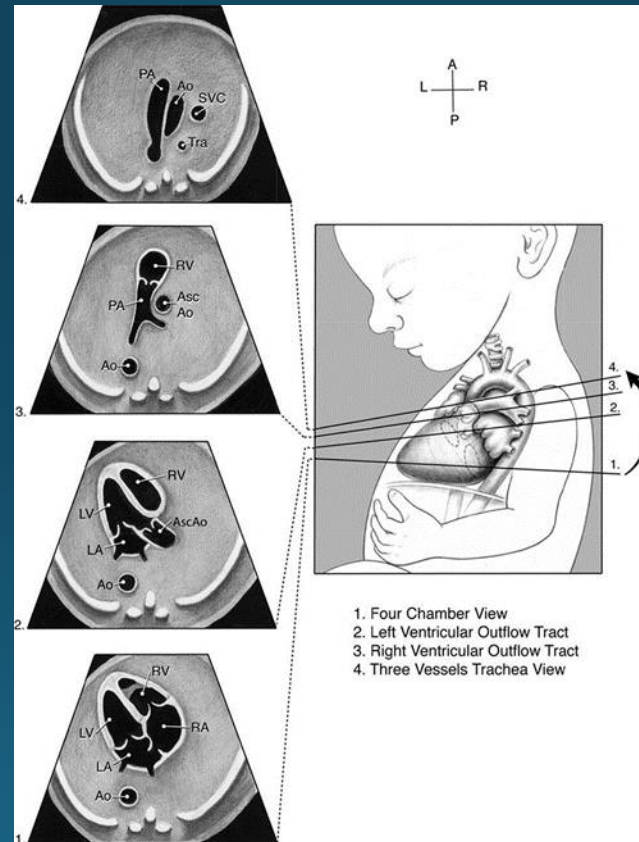 PA
Ao
SVC
Tra
4.
A
L R
P
RV
PA
Asc
Ao
Ao
3.
RV
LV
AscAo
LA
Ao
2.
RV
LV
RA
LA
Ao
1.
4.
3.
2.
1.
1. Four Chamber View
2. Left Ventricular Outflow Tract
3. Right Ventricular Outflow Tract
4. Three Vessels Trachea View